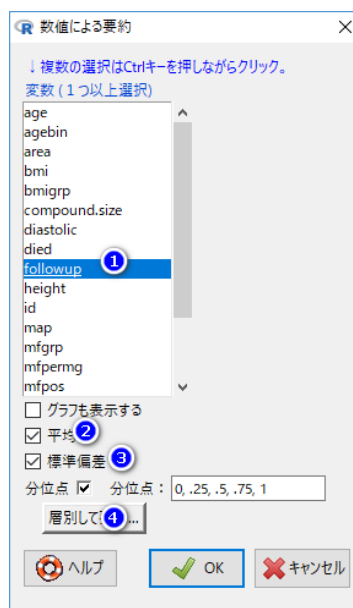 R 数値による要約
↓複数の選択はCtrlキーを押しながらクリック。
変数(1つ以上選択)
age
agebin
area
bmi
bmigrp
compound.size
diastolic
died
followup 1
height
id
map
mfgrp
mfpermg
mfpos
グラフも表示する
平均 2
標準偏差 3
分位点 分位点: 0, .25, .5, .75, 1
層別して 4 ...
ヘルプ OK キャンセル